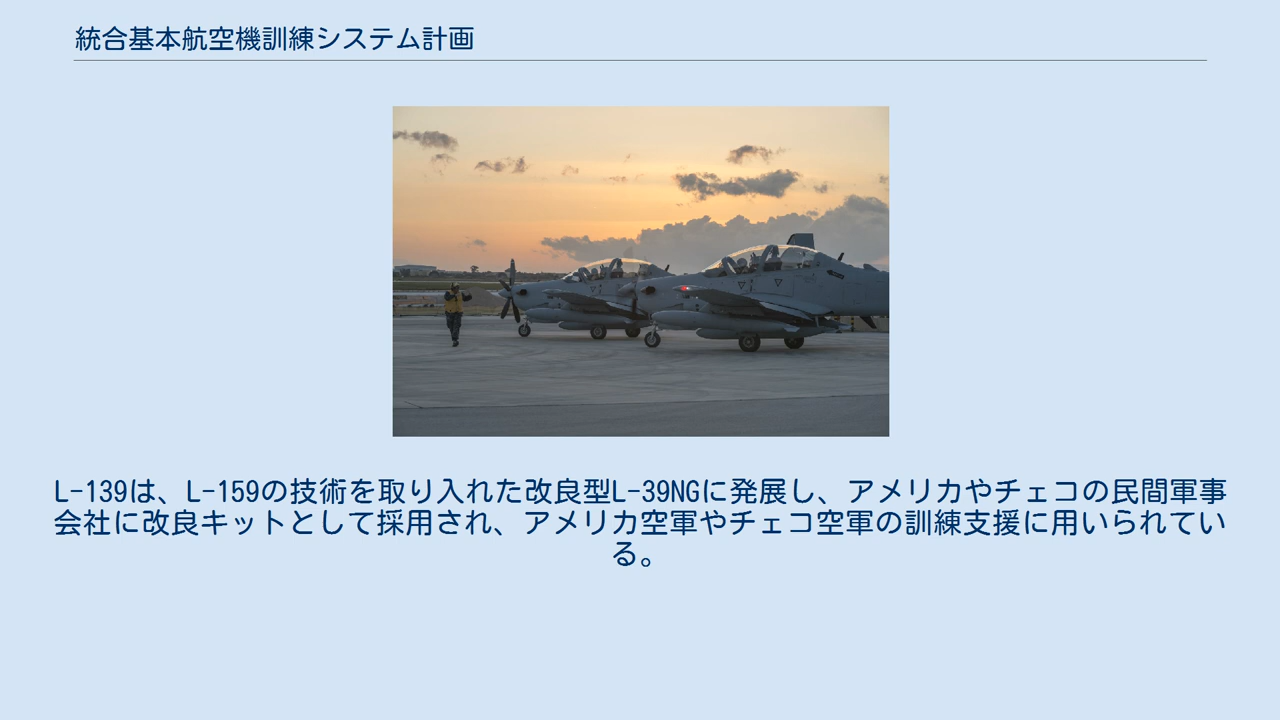 統合基本航空機訓練システム計画
L-139は、L-159の技術を取り入れた改良型L-39NGに発展し、アメリカやチェコの民間軍事
会社に改良キットとして採用され、アメリカ空軍やチェコ空軍の訓練支援に用いられてい
る。